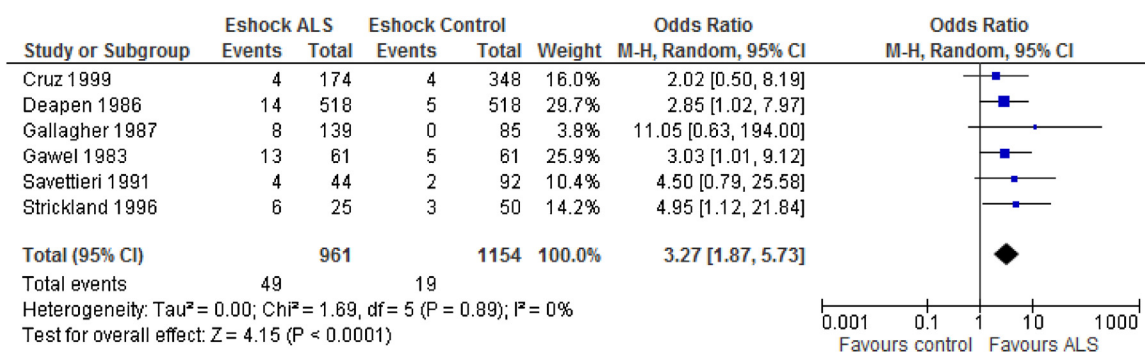 Eshock ALS Eshock Control Odds Ratio Odds Ratio
Study or Subgroup Events Total Events Total Weight M-H, Random, 95% CI M-H, Random, 95% CI
Cruz 1999 4 174 4 348 16.0% 2.02 [0.50, 8.19]
Deapen 1986 14 518 5 518 29.7% 2.85 [1.02, 7.97]
Gallagher 1987 8 139 0 85 3.8% 11.05 [0.63, 194.00]
Gawel 1983 13 61 5 61 25.9% 3.03 [1.01, 9.12]
Savettieri 1991 4 44 2 92 10.4% 4.50 [0.79, 25.58]
Strickland 1996 6 25 3 50 14.2% 4.95 [1.12, 21.84]
Total (95% CI) 961 1154 100.0% 3.27 [1.87, 5.73]
Total events 49 19
Heterogeneity: Tau² = 0.00; Chi² = 1.69, df = 5 (P = 0.89); I² = 0%
Test for overall effect: Z = 4.15 (P < 0.0001)
0.001 0.1 1 10 1000
Favours control Favours ALS